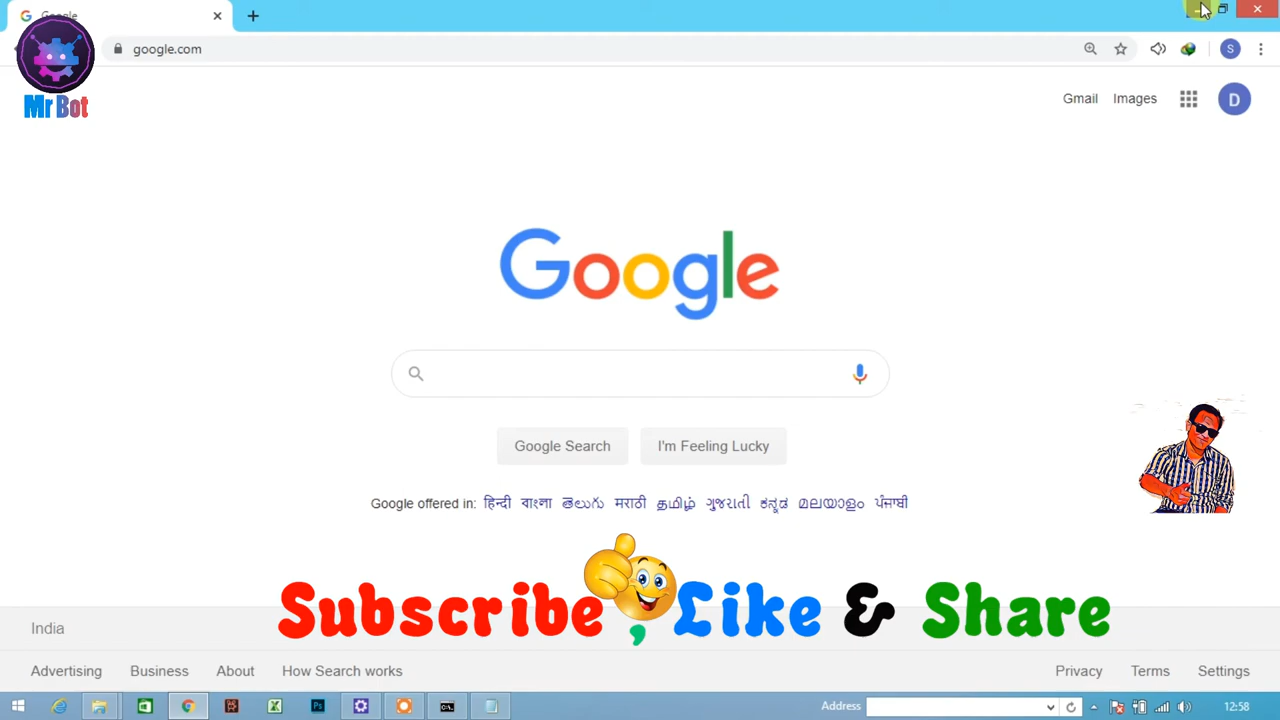 Google
google.com
S
Mr Bot
Gmail Images
D
Google
Google Search I'm Feeling Lucky
Google offered in: हिन्दी বাংলা తెలుగు मराठी தமிழ் ગુજરાતી ಕನ್ನಡ മലയാളം ਪੰਜਾਬੀ
Subscribe, Like & Share
India
Advertising Business About How Search works Privacy Terms Settings
Address 12:58